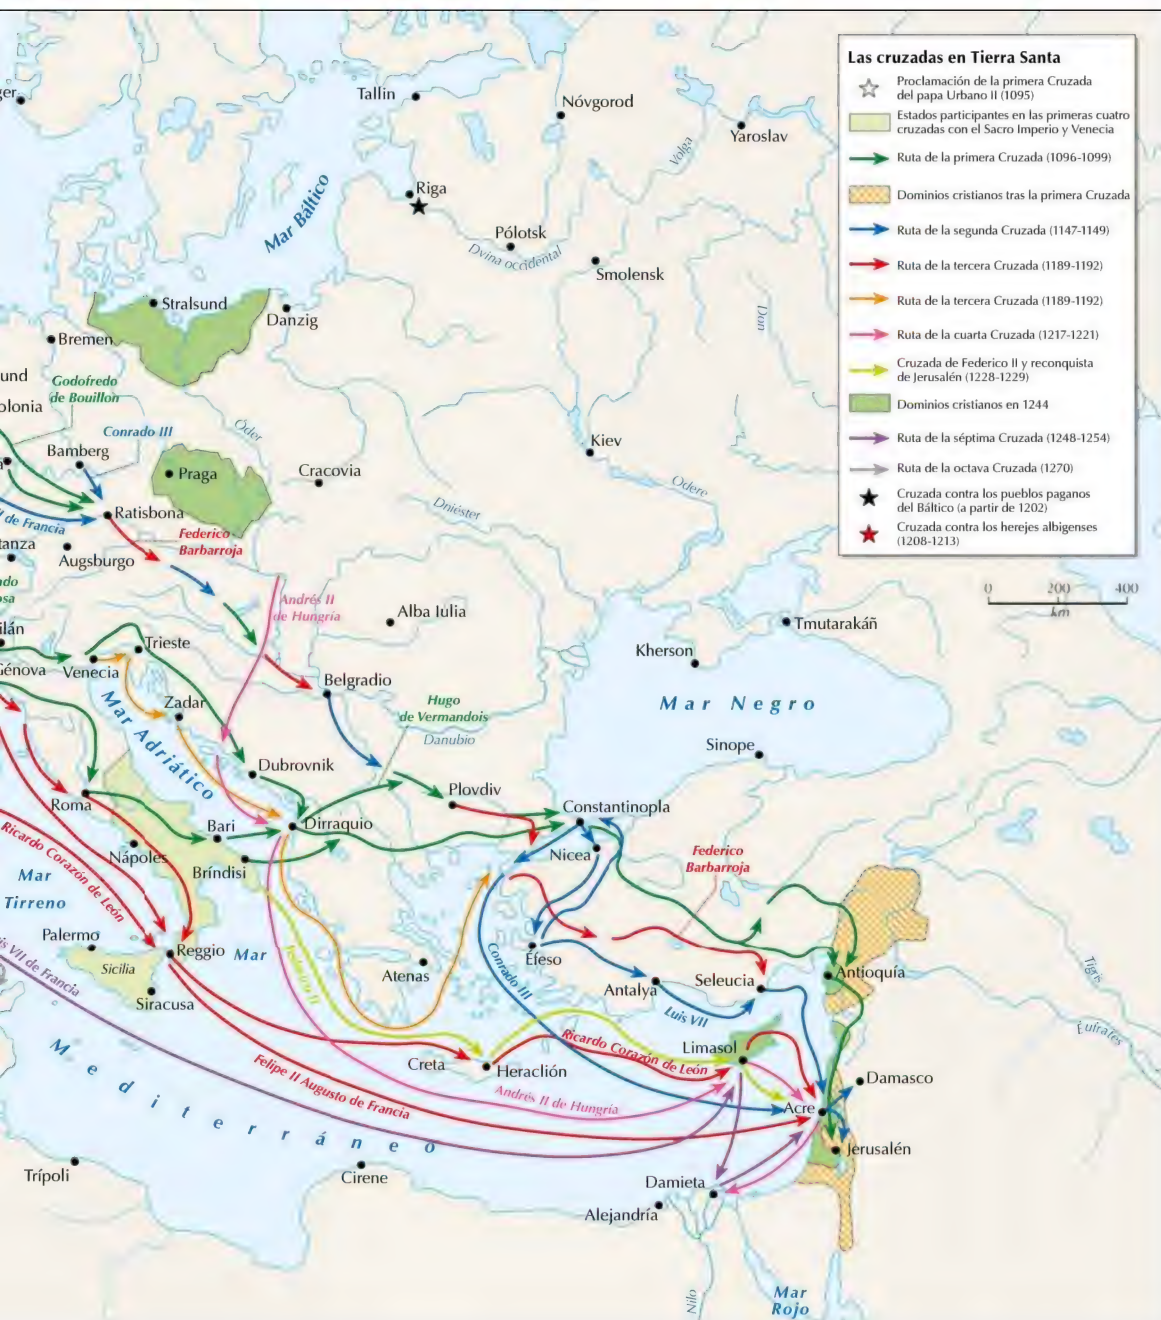 Las cruzadas en Tierra Santa
Proclamación de la primera Cruzada
del papa Urbano II (1095)
Estados participantes en las primeras cuatro
cruzadas con el Sacro Imperio y Venecia
Ruta de la primera Cruzada (1096-1099)
Dominios cristianos tras la primera Cruzada
Ruta de la segunda Cruzada (1147-1149)
Ruta de la tercera Cruzada (1189-1192)
Ruta de la tercera Cruzada (1189-1192)
Ruta de la cuarta Cruzada (1217-1221)
Cruzada de Federico II y reconquista
de Jerusalén (1228-1229)
Dominios cristianos en 1244
Ruta de la séptima Cruzada (1248-1254)
Ruta de la octava Cruzada (1270)
Cruzada contra los pueblos paganos
del Báltico (a partir de 1202)
Cruzada contra los herejes albigenses
(1208-1213)
0 200 400
km
ger
Tallin
Nóvgorod
Yaroslav
Volga
Riga
Mar Báltico
Pólotsk
Dvina occidental
Smolensk
Stralsund
Danzig
Don
Bremen
und
Godofredo
de Bouillon
olonia
Conrado III
Óder
Bamberg
Kiev
Praga
Cracovia
Odere
Dniéster
Ratisbona
II de Francia
Federico
Barbarroja
tanza
Augsburgo
ado
osa
Andrés II
de Hungría
Alba Iulia
Tmutarakáñ
ilán
Trieste
Kherson
Génova
Venecia
Belgradio
Zadar
Hugo
de Vermandois
Mar Negro
Mar Adriático
Danubio
Sinope
Dubrovnik
Plovdiv
Roma
Constantinopla
Bari
Dirraquio
Ricardo Corazón de León
Nápoles
Nicea
Federico
Barbarroja
Bríndisi
Mar
Tirreno
Palermo
Reggio
Mar
Éfeso
Sicilia
Atenas
Conrado III
Antioquía
Tigris
is VII de Francia
Siracusa
Federico II
Antalya
Seleucia
Luis VII
Éufrates
Mediterráneo
Ricardo Corazón de León
Limasol
Creta
Heraclión
Felipe II Augusto de Francia
Andrés II de Hungría
Damasco
Acre
Jerusalén
Trípoli
Cirene
Damieta
Alejandría
Nilo
Mar
Rojo